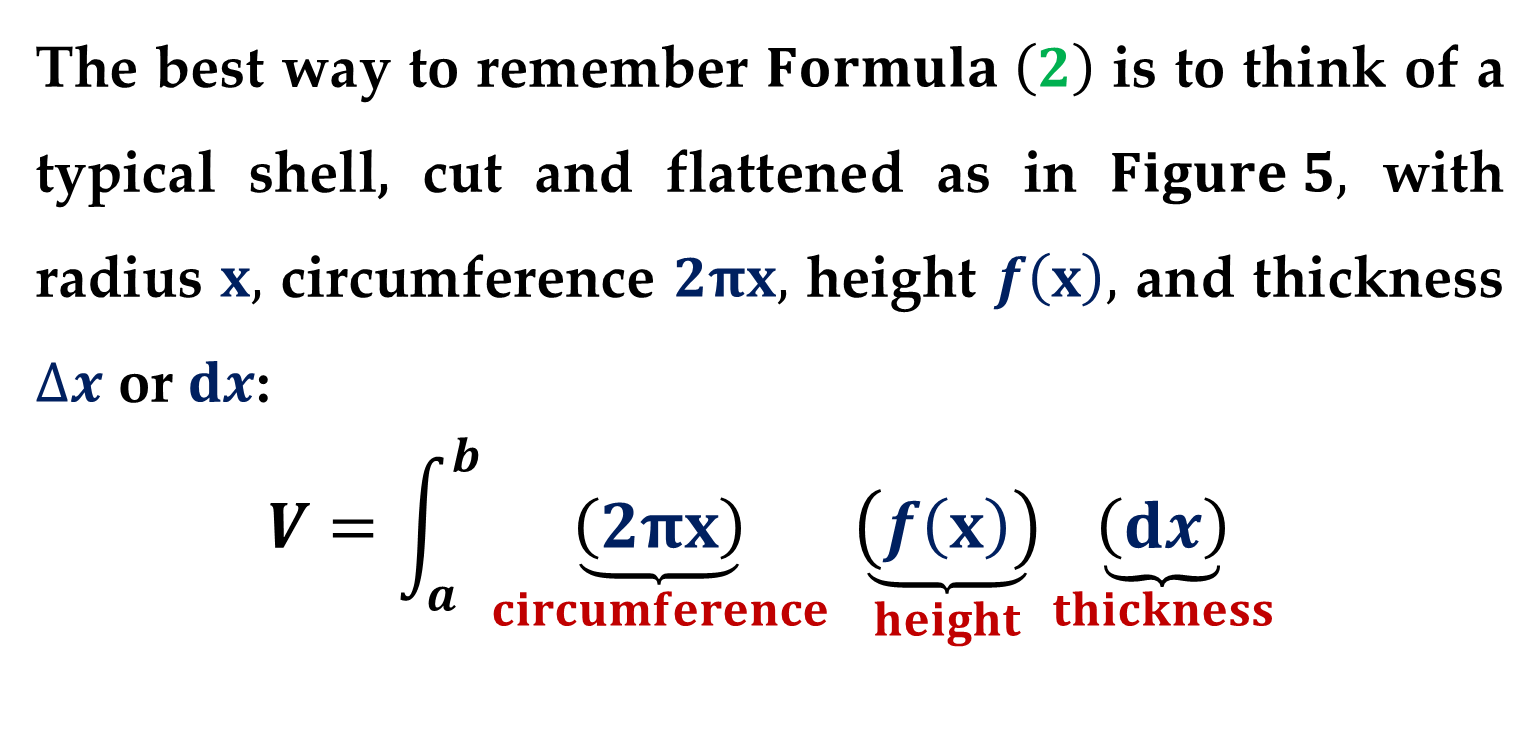 The best way to remember Formula (2) is to think of a
typical shell, cut and flattened as in Figure 5, with
radius x, circumference 2πx, height f(x), and thickness
Δx or dx:
V = ∫_a^b (2πx) (f(x)) (dx)
circumference height thickness